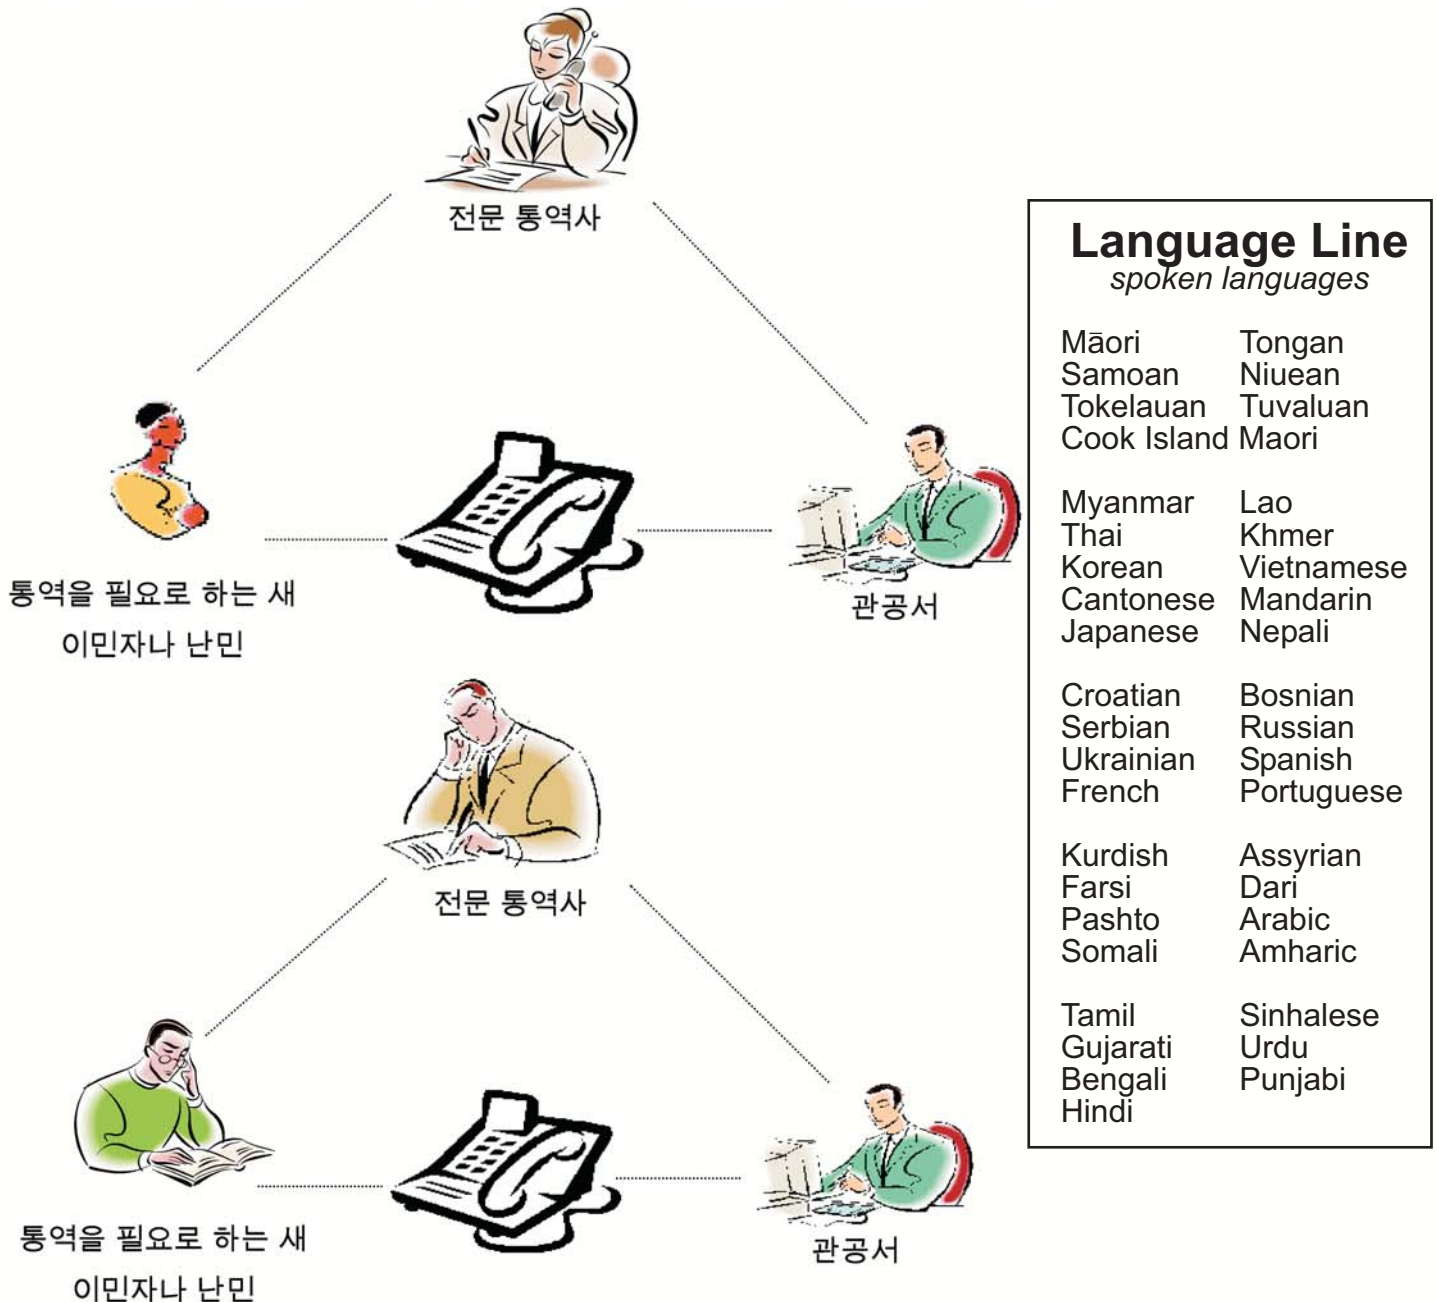 전문 통역사
통역을 필요로 하는 새
이민자나 난민
관공서
전문 통역사
통역을 필요로 하는 새
이민자나 난민
관공서
Language Line
spoken languages
Māori Tongan
Samoan Niuean
Tokelauan Tuvaluan
Cook Island Maori
Myanmar Lao
Thai Khmer
Korean Vietnamese
Cantonese Mandarin
Japanese Nepali
Croatian Bosnian
Serbian Russian
Ukrainian Spanish
French Portuguese
Kurdish Assyrian
Farsi Dari
Pashto Arabic
Somali Amharic
Tamil Sinhalese
Gujarati Urdu
Bengali Punjabi
Hindi